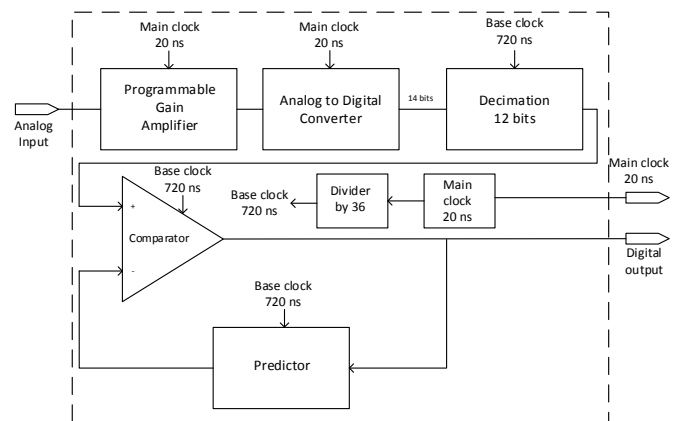 Main clock
20 ns
Main clock
20 ns
Base clock
720 ns
Analog
Input
Programmable
Gain
Amplifier
Analog to Digital
Converter
14 bits
Decimation
12 bits
Main clock
20 ns
Base clock
720 ns
Base clock
720 ns
Divider
by 36
Main
clock
20 ns
+
Comparator
-
Digital
output
Base clock
720 ns
Predictor